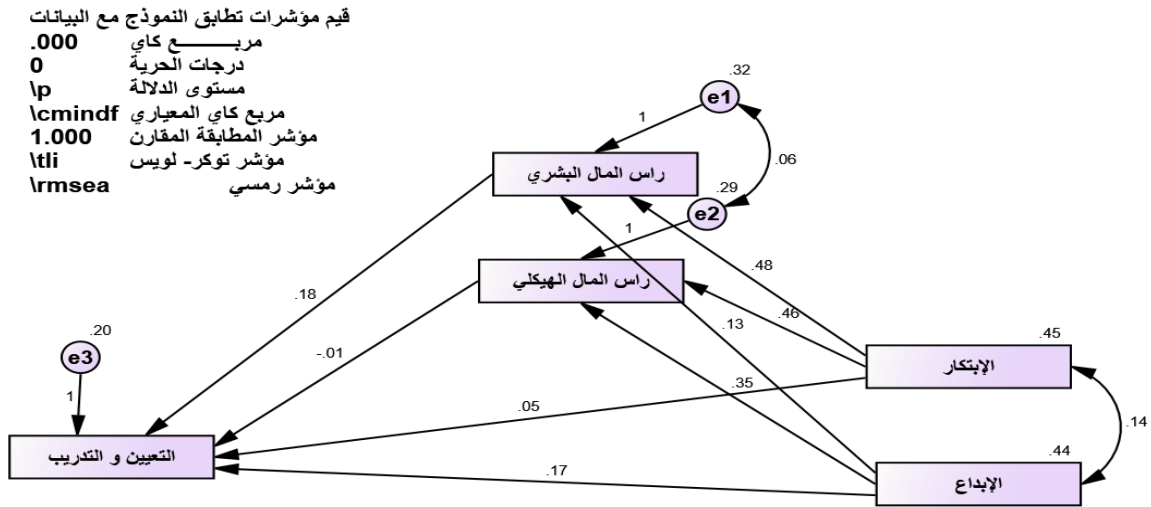 قيم مؤشرات تطابق النموذج مع البيانات
مربـــــــــع كاي .000
درجات الحرية 0
مستوى الدلالة \p
مربع كاي المعياري \cmindf
مؤشر المطابقة المقارن 1.000
مؤشر توكر- لويس \tli
مؤشر رمسي \rmsea
.32
e1
1
.06
راس المال البشري
.29
e2
1
راس المال الهيكلي
.48
.46
.13
.35
.18
-.01
.05
.17
.45
الإبتكار
.14
.44
الإبداع
.20
e3
1
التعيين و التدريب